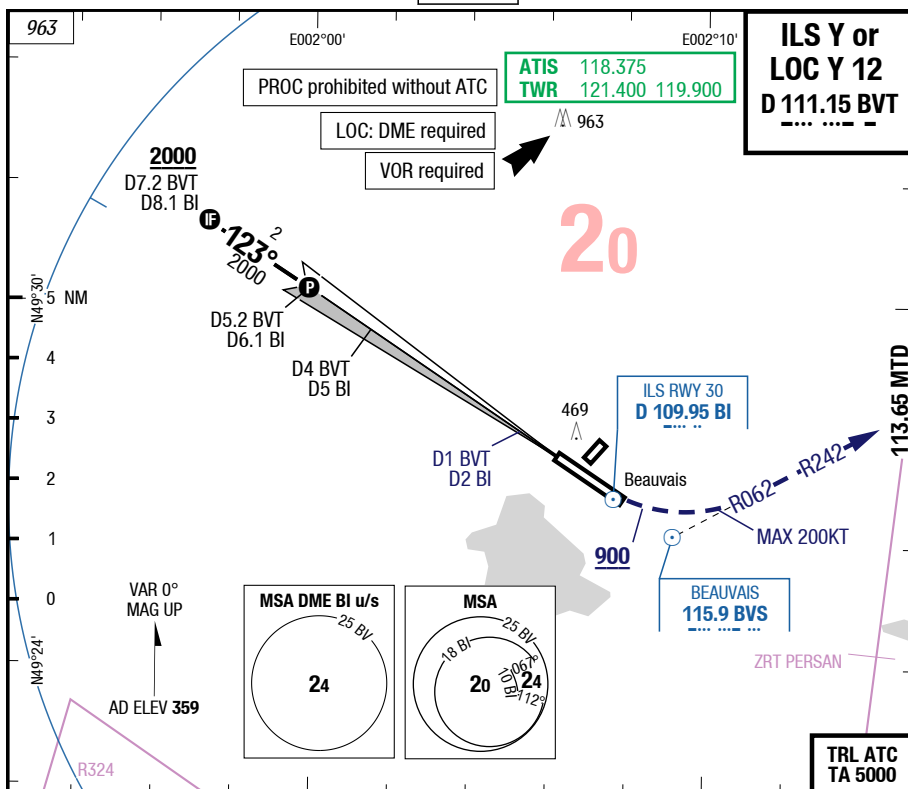 963
E002°00'
E002°10'
ILS Y or
LOC Y 12
D 111.15 BVT
ATIS 118.375
TWR 121.400 119.900
PROC prohibited without ATC
963
LOC: DME required
VOR required
2000
D7.2 BVT
D8.1 BI
IF
2
123°
2000
20
P
N49°30'
5 NM
D5.2 BVT
D6.1 BI
4
D4 BVT
D5 BI
113.65 MTD
3
469
ILS RWY 30
D 109.95 BI
D1 BVT
D2 BI
R242
2
Beauvais
R062
1
900
MAX 200KT
0
VAR 0°
MAG UP
BEAUVAIS
115.9 BVS
MSA DME BI u/s
25 BV
24
MSA
25 BV
18 BI
067°
10 BI
20
24
112°
N49°24'
ZRT PERSAN
AD ELEV 359
R324
TRL ATC
TA 5000